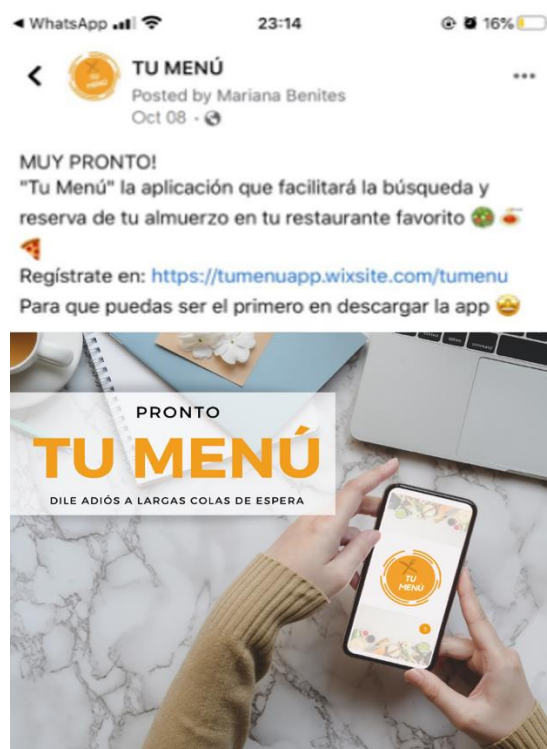 WhatsApp 23:14 16%
TU MENÚ
Posted by Mariana Benites
Oct 08
MUY PRONTO!
"Tu Menú" la aplicación que facilitará la búsqueda y
reserva de tu almuerzo en tu restaurante favorito
Regístrate en: https://tumenuapp.wixsite.com/tumenu
Para que puedas ser el primero en descargar la app
PRONTO
TU MENÚ
DILE ADIÓS A LARGAS COLAS DE ESPERA
TU
MENÚ